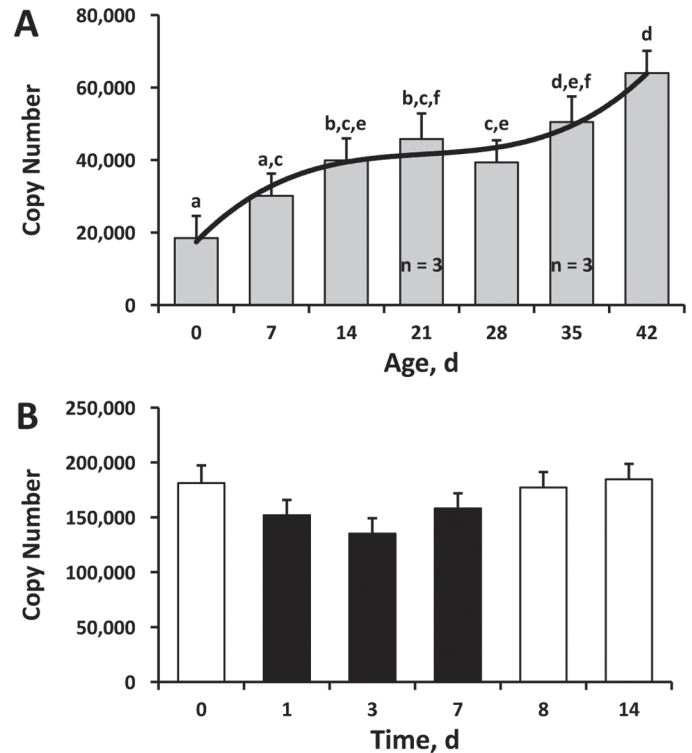 A
80,000
60,000
40,000
20,000
0
Copy Number
a
a,c
b,c,e
b,c,f
c,e
d,e,f
d
n = 3
n = 3
0 7 14 21 28 35 42
Age, d
B
250,000
200,000
150,000
100,000
50,000
0
Copy Number
0 1 3 7 8 14
Time, d